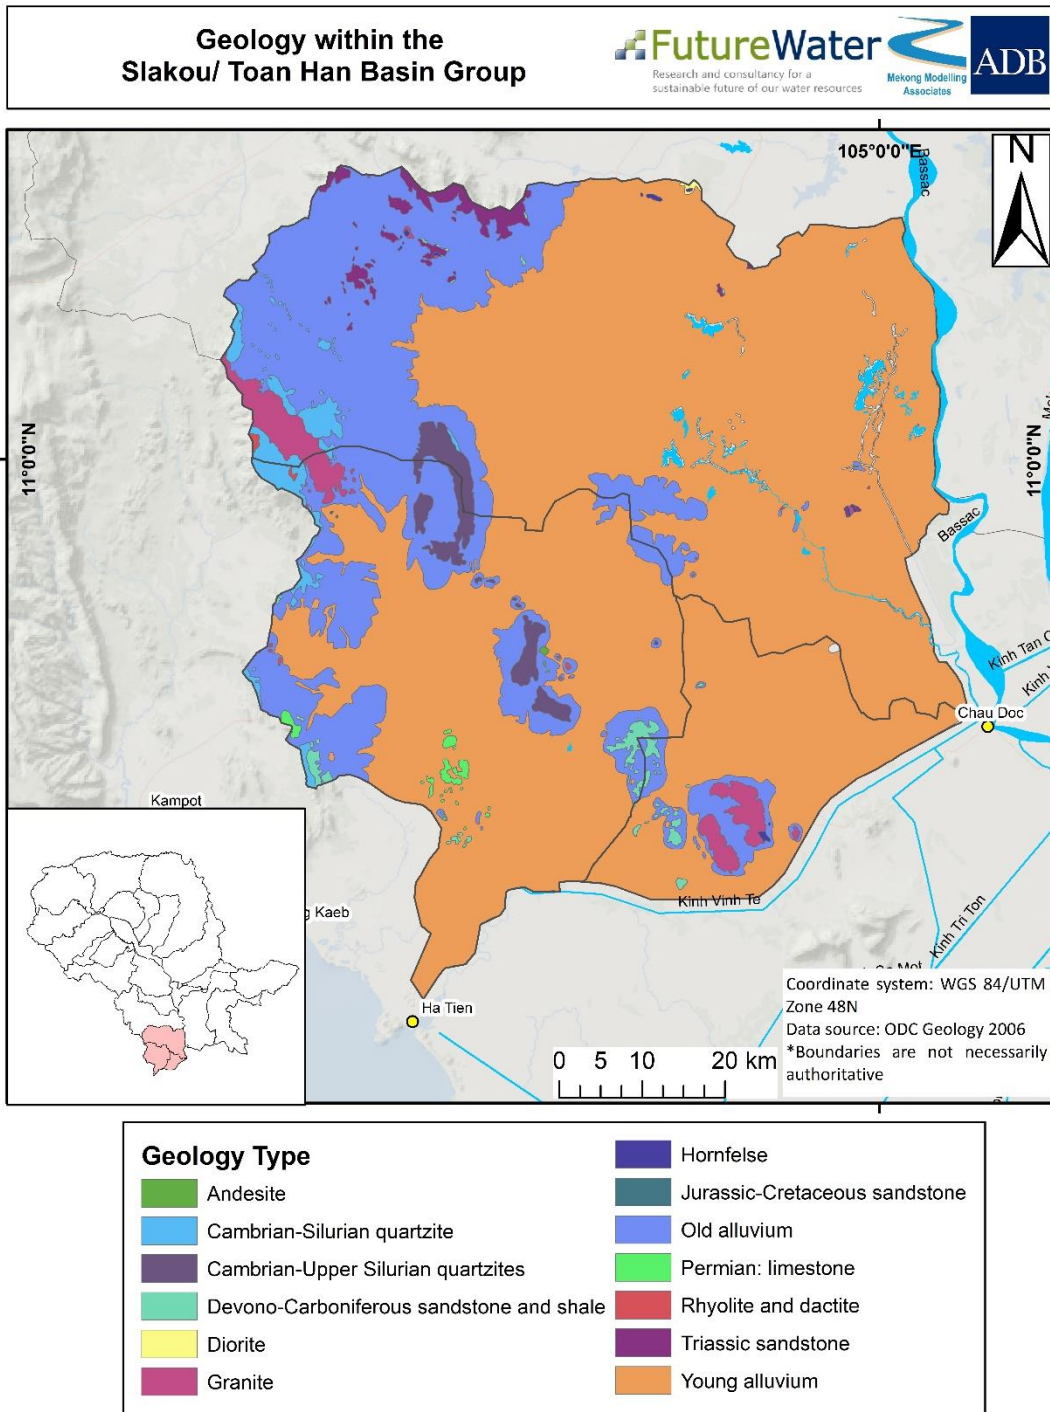 Geology within the
Slakou/ Toan Han Basin Group
FutureWater
Research and consultancy for a
sustainable future of our water resources
Mekong Modelling
Associates
ADB
105°0'0"E
Bassac
N
11°0'0"N
11°0'0"N
Bassac
Kinh Tan C
Kinh
Chau Doc
Kampot
g Kaeb
Kinh Vinh Te
Kinh Tri Ton
Ha Tien
0 5 10 20 km
Coordinate system: WGS 84/UTM
Zone 48N
Data source: ODC Geology 2006
*Boundaries are not necessarily
authoritative
Geology Type
Andesite
Cambrian-Silurian quartzite
Cambrian-Upper Silurian quartzites
Devono-Carboniferous sandstone and shale
Diorite
Granite
Hornfelse
Jurassic-Cretaceous sandstone
Old alluvium
Permian: limestone
Rhyolite and dactite
Triassic sandstone
Young alluvium